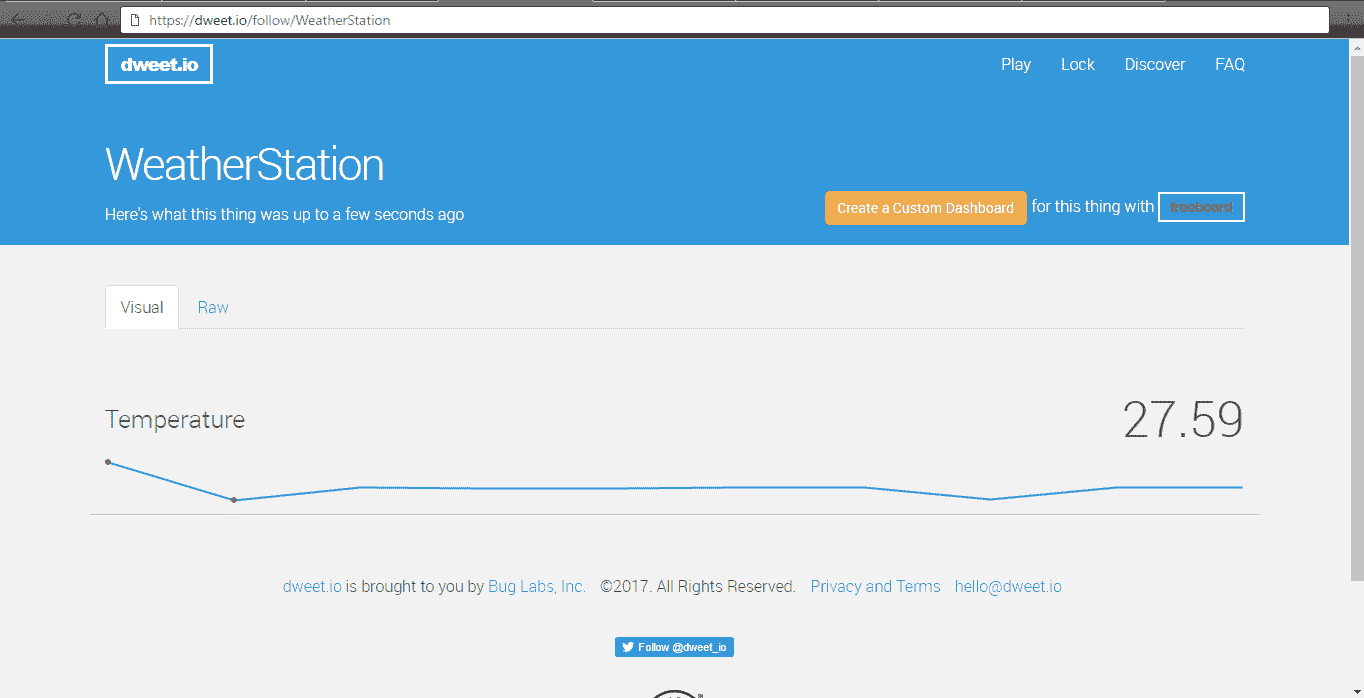 https://dweet.io/follow/WeatherStation
dweet.io
Play Lock Discover FAQ
WeatherStation
Here's what this thing was up to a few seconds ago
Create a Custom Dashboard for this thing with freeboard
Visual Raw
Temperature 27.59
dweet.io is brought to you by Bug Labs, Inc. ©2017. All Rights Reserved. Privacy and Terms hello@dweet.io
Follow @dweet_io